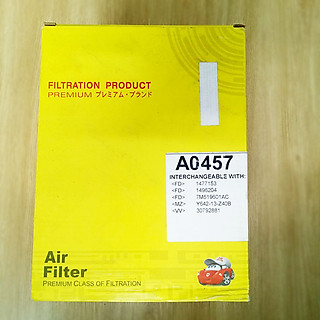 FILTRATION PRODUCT
PREMIUM プレミアム・ブランド
A0457
INTERCHANGEABLE WITH:
<FD> 1477153
<FD> 1496204
<FD> 7M519601AC
<MZ> Y642-13-Z40B
<VV> 30792881
Air
Filter
PREMIUM CLASS OF FILTRATION